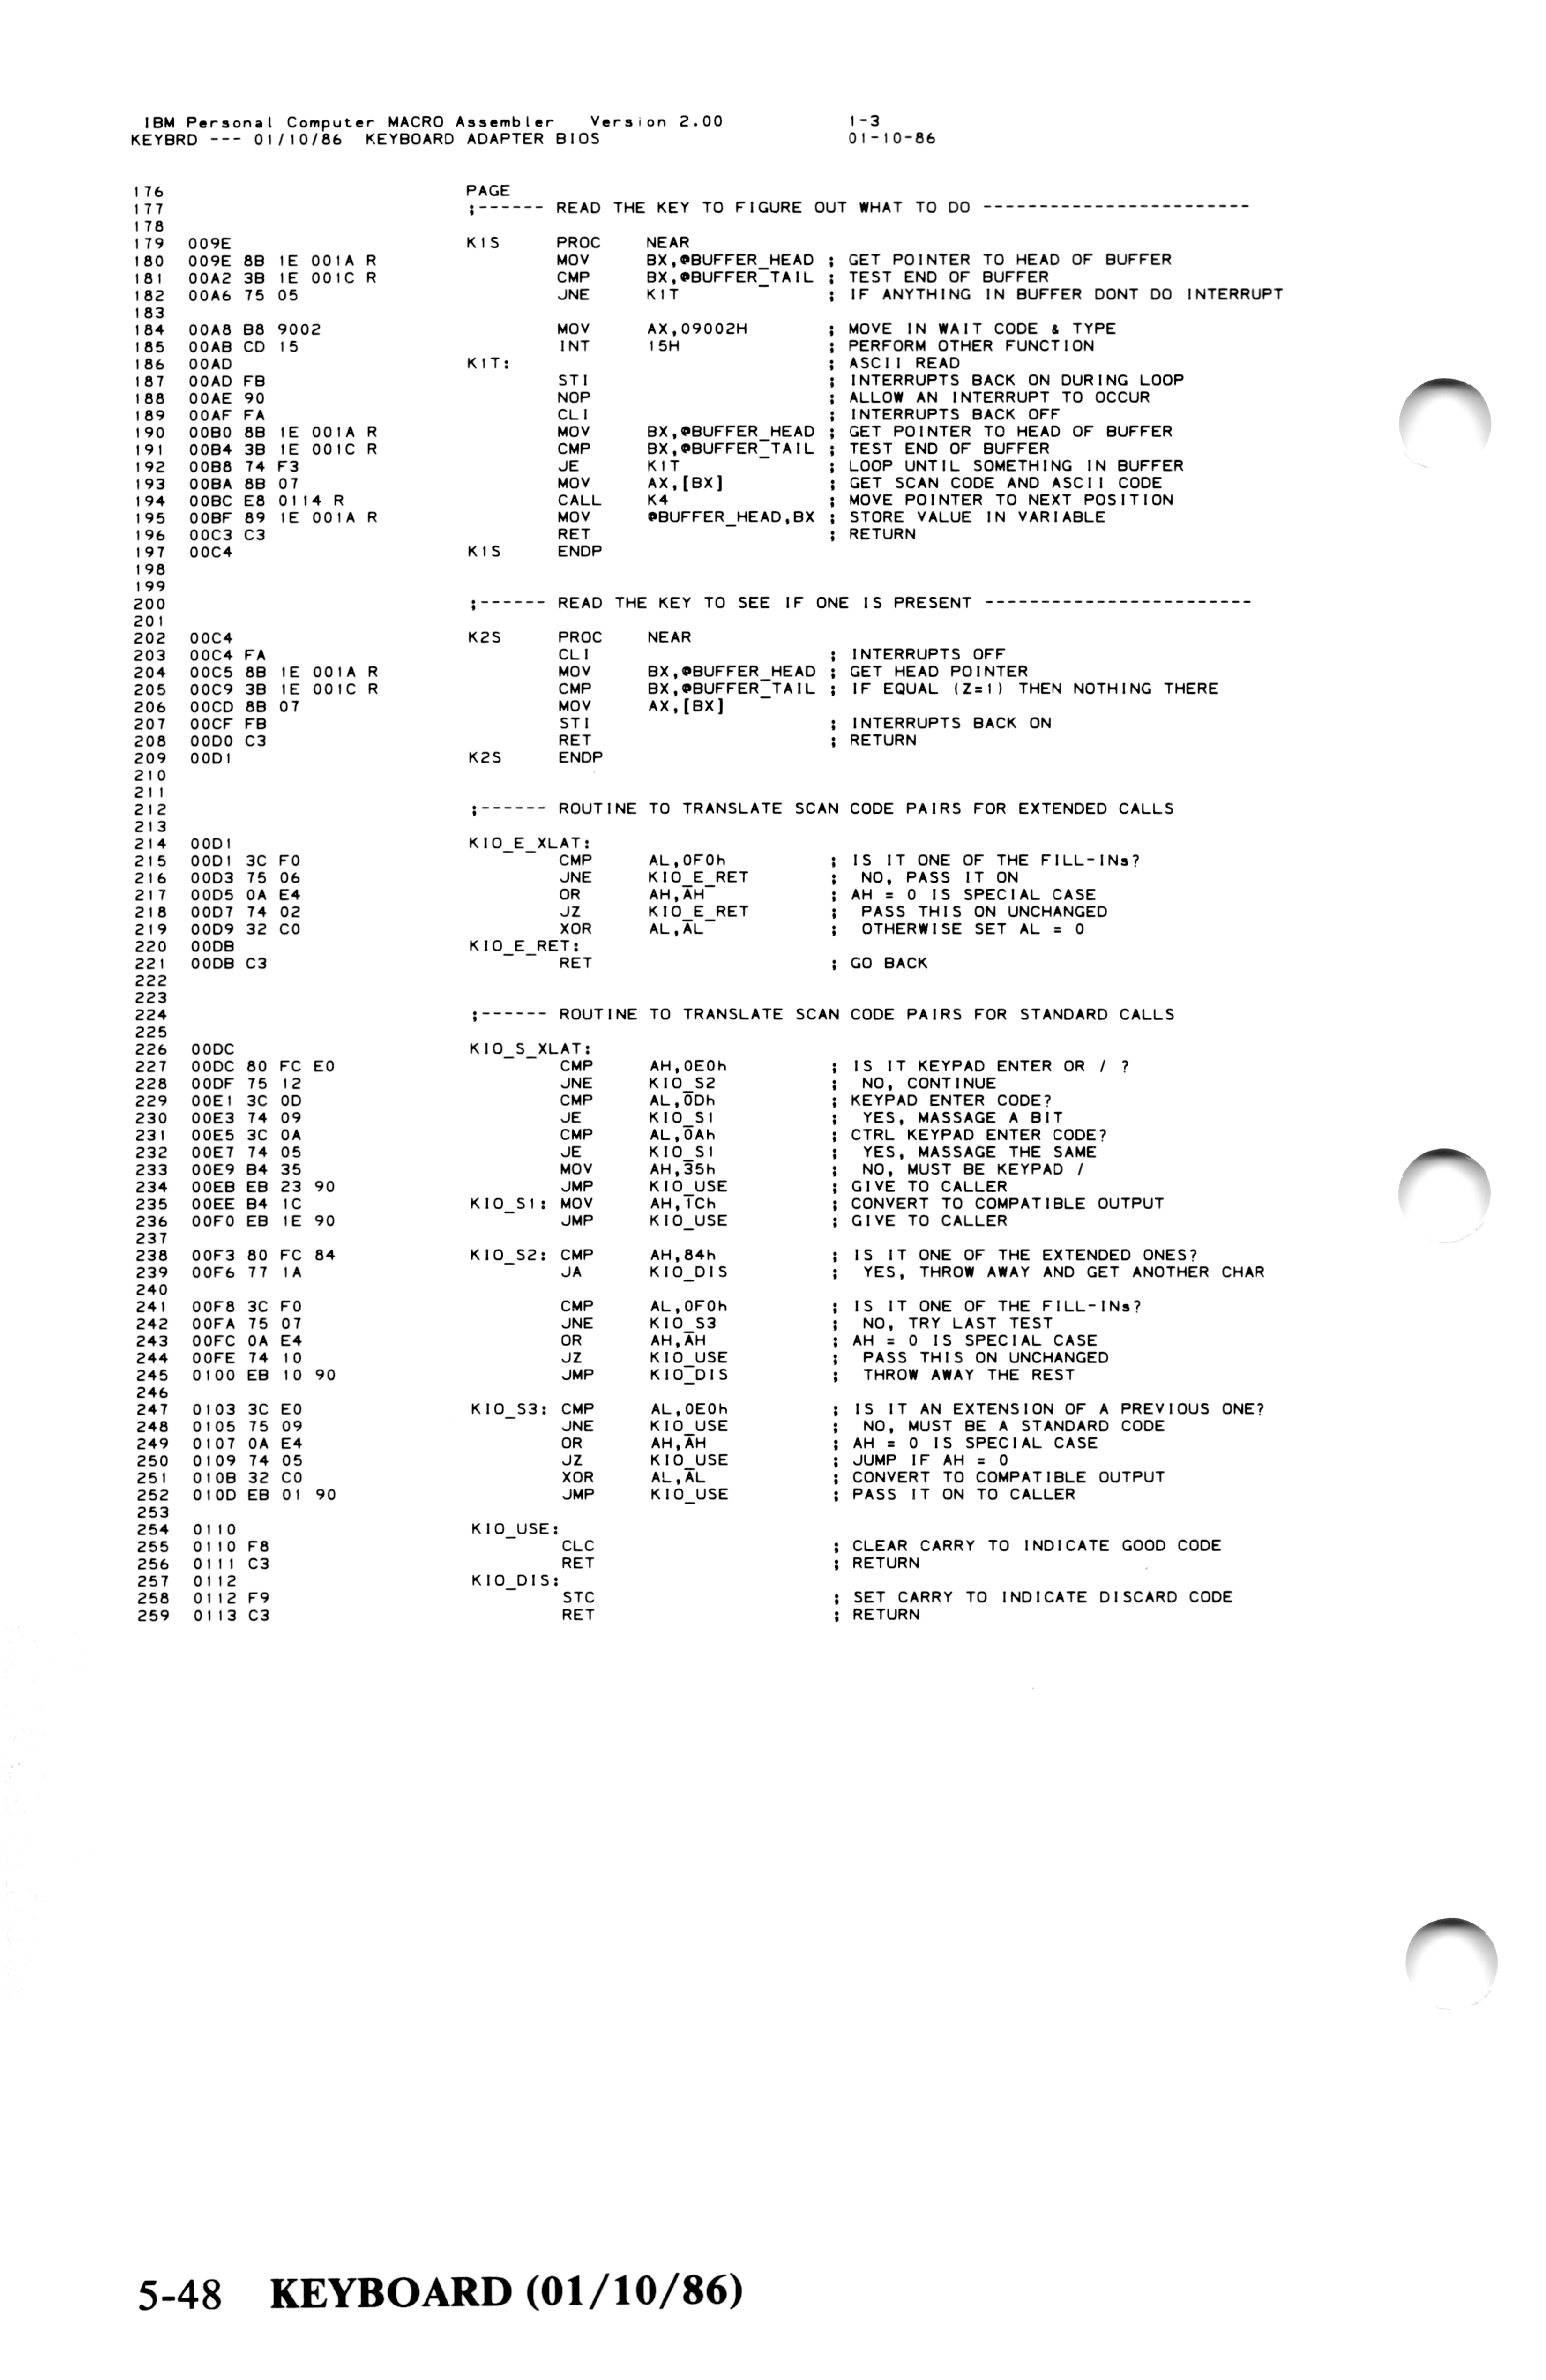 IBM Personal Computer MACRO Assembler   Version 2.00             1-3
KEYBRD --- 01/10/86  KEYBOARD ADAPTER BIOS                       01-10-86
176                              PAGE
177                              ;------ READ THE KEY TO FIGURE OUT WHAT TO DO ------------------------
178
179  009E                        K1S     PROC    NEAR
180  009E 8B 1E 001A R                   MOV     BX,@BUFFER_HEAD ; GET POINTER TO HEAD OF BUFFER
181  00A2 3B 1E 001C R                   CMP     BX,@BUFFER_TAIL ; TEST END OF BUFFER
182  00A6 75 05                          JNE     K1T             ; IF ANYTHING IN BUFFER DONT DO INTERRUPT
183
184  00A8 B8 9002                        MOV     AX,09002H       ; MOVE IN WAIT CODE & TYPE
185  00AB CD 15                          INT     15H             ; PERFORM OTHER FUNCTION
186  00AD                        K1T:                            ; ASCII READ
187  00AD FB                             STI                     ; INTERRUPTS BACK ON DURING LOOP
188  00AE 90                             NOP                     ; ALLOW AN INTERRUPT TO OCCUR
189  00AF FA                             CLI                     ; INTERRUPTS BACK OFF
190  00B0 8B 1E 001A R                   MOV     BX,@BUFFER_HEAD ; GET POINTER TO HEAD OF BUFFER
191  00B4 3B 1E 001C R                   CMP     BX,@BUFFER_TAIL ; TEST END OF BUFFER
192  00B8 74 F3                          JE      K1T             ; LOOP UNTIL SOMETHING IN BUFFER
193  00BA 8B 07                          MOV     AX,[BX]         ; GET SCAN CODE AND ASCII CODE
194  00BC E8 0114 R                      CALL    K4              ; MOVE POINTER TO NEXT POSITION
195  00BF 89 1E 001A R                   MOV     @BUFFER_HEAD,BX ; STORE VALUE IN VARIABLE
196  00C3 C3                             RET                     ; RETURN
197  00C4                        K1S     ENDP
198
199
200                              ;------ READ THE KEY TO SEE IF ONE IS PRESENT ------------------------
201
202  00C4                        K2S     PROC    NEAR
203  00C4 FA                             CLI                     ; INTERRUPTS OFF
204  00C5 8B 1E 001A R                   MOV     BX,@BUFFER_HEAD ; GET HEAD POINTER
205  00C9 3B 1E 001C R                   CMP     BX,@BUFFER_TAIL ; IF EQUAL (Z=1) THEN NOTHING THERE
206  00CD 8B 07                          MOV     AX,[BX]
207  00CF FB                             STI                     ; INTERRUPTS BACK ON
208  00D0 C3                             RET                     ; RETURN
209  00D1                        K2S     ENDP
210
211
212                              ;------ ROUTINE TO TRANSLATE SCAN CODE PAIRS FOR EXTENDED CALLS
213
214  00D1                        KIO_E_XLAT:
215  00D1 3C F0                          CMP     AL,0F0h         ; IS IT ONE OF THE FILL-INs?
216  00D3 75 06                          JNE     KIO_E_RET       ;  NO, PASS IT ON
217  00D5 0A E4                          OR      AH,AH           ; AH = 0 IS SPECIAL CASE
218  00D7 74 02                          JZ      KIO_E_RET       ;  PASS THIS ON UNCHANGED
219  00D9 32 C0                          XOR     AL,AL           ;  OTHERWISE SET AL = 0
220  00DB                        KIO_E_RET:
221  00DB C3                             RET                     ; GO BACK
222
223
224                              ;------ ROUTINE TO TRANSLATE SCAN CODE PAIRS FOR STANDARD CALLS
225
226  00DC                        KIO_S_XLAT:
227  00DC 80 FC E0                       CMP     AH,0E0h         ; IS IT KEYPAD ENTER OR / ?
228  00DF 75 12                          JNE     KIO_S2          ;  NO, CONTINUE
229  00E1 3C 0D                          CMP     AL,0Dh          ; KEYPAD ENTER CODE?
230  00E3 74 09                          JE      KIO_S1          ;  YES, MASSAGE A BIT
231  00E5 3C 0A                          CMP     AL,0Ah          ; CTRL KEYPAD ENTER CODE?
232  00E7 74 05                          JE      KIO_S1          ;  YES, MASSAGE THE SAME
233  00E9 B4 35                          MOV     AH,35h          ;  NO, MUST BE KEYPAD /
234  00EB EB 23 90                       JMP     KIO_USE         ; GIVE TO CALLER
235  00EE B4 1C                  KIO_S1: MOV     AH,1Ch          ; CONVERT TO COMPATIBLE OUTPUT
236  00F0 EB 1E 90                       JMP     KIO_USE         ; GIVE TO CALLER
237
238  00F3 80 FC 84               KIO_S2: CMP     AH,84h          ; IS IT ONE OF THE EXTENDED ONES?
239  00F6 77 1A                          JA      KIO_DIS         ;  YES, THROW AWAY AND GET ANOTHER CHAR
240
241  00F8 3C F0                          CMP     AL,0F0h         ; IS IT ONE OF THE FILL-INs?
242  00FA 75 07                          JNE     KIO_S3          ;  NO, TRY LAST TEST
243  00FC 0A E4                          OR      AH,AH           ; AH = 0 IS SPECIAL CASE
244  00FE 74 10                          JZ      KIO_USE         ;  PASS THIS ON UNCHANGED
245  0100 EB 10 90                       JMP     KIO_DIS         ;  THROW AWAY THE REST
246
247  0103 3C E0                  KIO_S3: CMP     AL,0E0h         ; IS IT AN EXTENSION OF A PREVIOUS ONE?
248  0105 75 09                          JNE     KIO_USE         ;  NO, MUST BE A STANDARD CODE
249  0107 0A E4                          OR      AH,AH           ; AH = 0 IS SPECIAL CASE
250  0109 74 05                          JZ      KIO_USE         ; JUMP IF AH = 0
251  010B 32 C0                          XOR     AL,AL           ; CONVERT TO COMPATIBLE OUTPUT
252  010D EB 01 90                       JMP     KIO_USE         ; PASS IT ON TO CALLER
253
254  0110                        KIO_USE:
255  0110 F8                             CLC                     ; CLEAR CARRY TO INDICATE GOOD CODE
256  0111 C3                             RET                     ; RETURN
257  0112                        KIO_DIS:
258  0112 F9                             STC                     ; SET CARRY TO INDICATE DISCARD CODE
259  0113 C3                             RET                     ; RETURN
5-48   KEYBOARD (01/10/86)